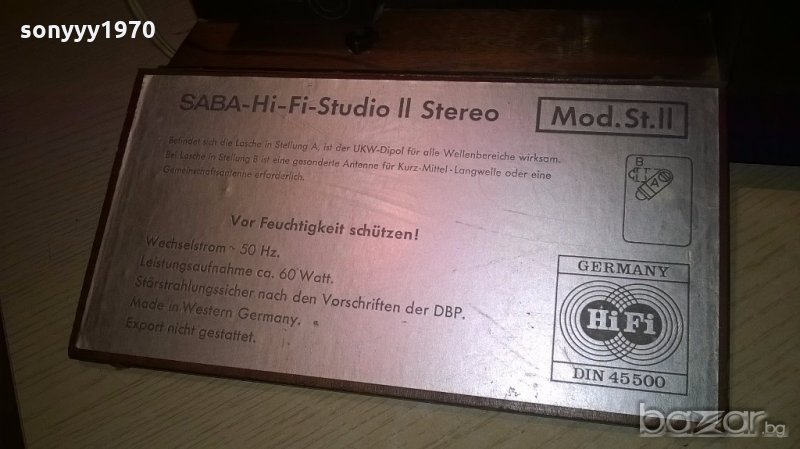 sonyyy1970
SABA-Hi-Fi-Studio II Stereo
Mod.St.II
Befindet sich die Lasche in Stellung A, ist der UKW-Dipol für alle Wellenbereiche wirksam.
Bei Lasche in Stellung B ist eine gesonderte Antenne für Kurz-Mittel-Langwelle oder eine
Gemeinschaftsantenne erforderlich.
B
A
Vor Feuchtigkeit schützen!
Wechselstrom ~ 50 Hz.
Leistungsaufnahme ca. 60 Watt.
Störstrahlungssicher nach den Vorschriften der DBP.
Made in Western Germany.
Export nicht gestattet.
GERMANY
HiFi
DIN 45500
bazar.bg